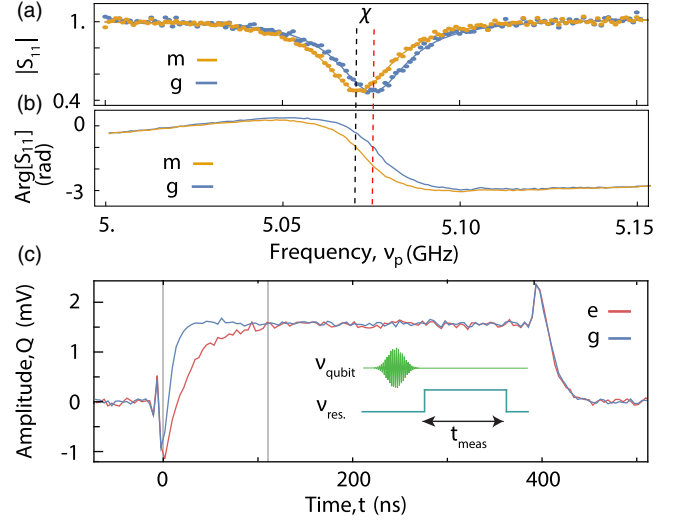 (a)
χ
1.
|S11|
m
g
0.4
(b)
0
Arg[S11]
(rad)
m
g
-3
5.
5.05
5.10
5.15
Frequency, νp (GHz)
(c)
2
e
g
Amplitude, Q (mV)
1
νqubit
νres.
0
tmeas
-1
0
200
400
Time, t (ns)